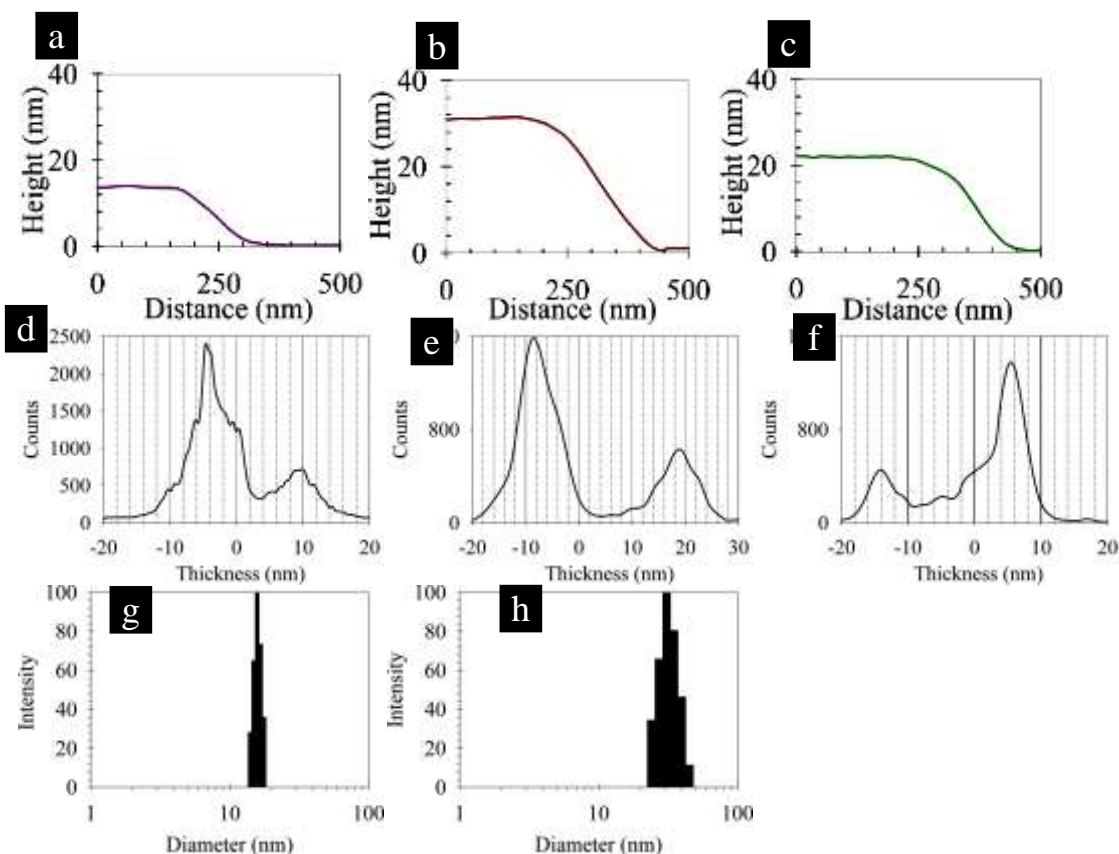 a
b
c
40
20
0
Height (nm)
0 250 500
Distance (nm)
40
20
0
Height (nm)
0 250 500
Distance (nm)
40
20
0
Height (nm)
0 250 500
Distance (nm)
d
e
f
2500
2000
1500
1000
500
0
Counts
-20 -10 0 10 20
Thickness (nm)
800
0
Counts
-20 -10 0 10 20 30
Thickness (nm)
800
0
Counts
-20 -10 0 10 20
Thickness (nm)
g
h
100
80
60
40
20
0
Intensity
1 10 100
Diameter (nm)
100
80
60
40
20
0
Intensity
1 10 100
Diameter (nm)